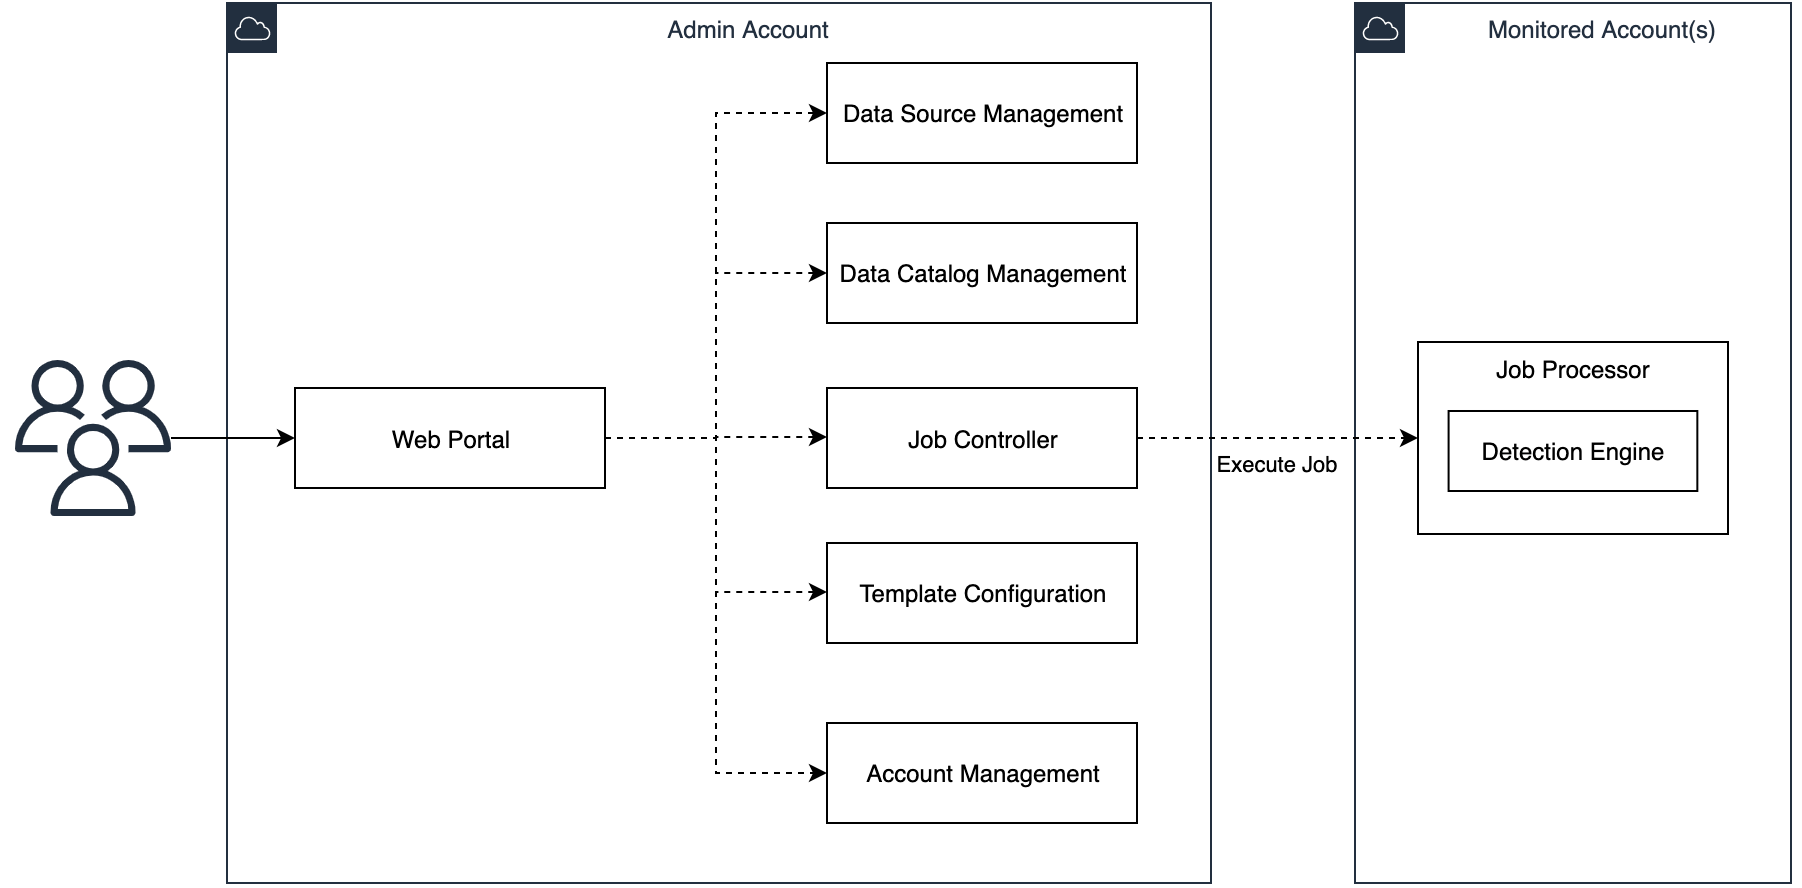 Admin Account
Monitored Account(s)
Data Source Management
Data Catalog Management
Web Portal
Job Controller
Execute Job
Job Processor
Detection Engine
Template Configuration
Account Management